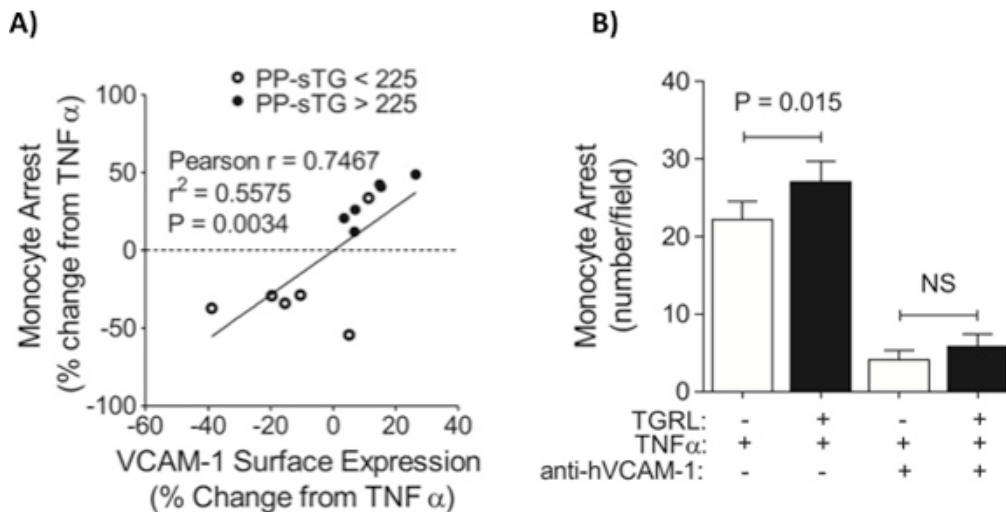 A)
PP-sTG < 225
PP-sTG > 225
Monocyte Arrest
(% change from TNF α)
100
50
0
-50
-100
Pearson r = 0.7467
r² = 0.5575
P = 0.0034
-60 -40 -20 0 20 40
VCAM-1 Surface Expression
(% Change from TNF α)
B)
Monocyte Arrest
(number/field)
40
30
20
10
0
P = 0.015
NS
TGRL: - + - +
TNFα: + + + +
anti-hVCAM-1: - - + +